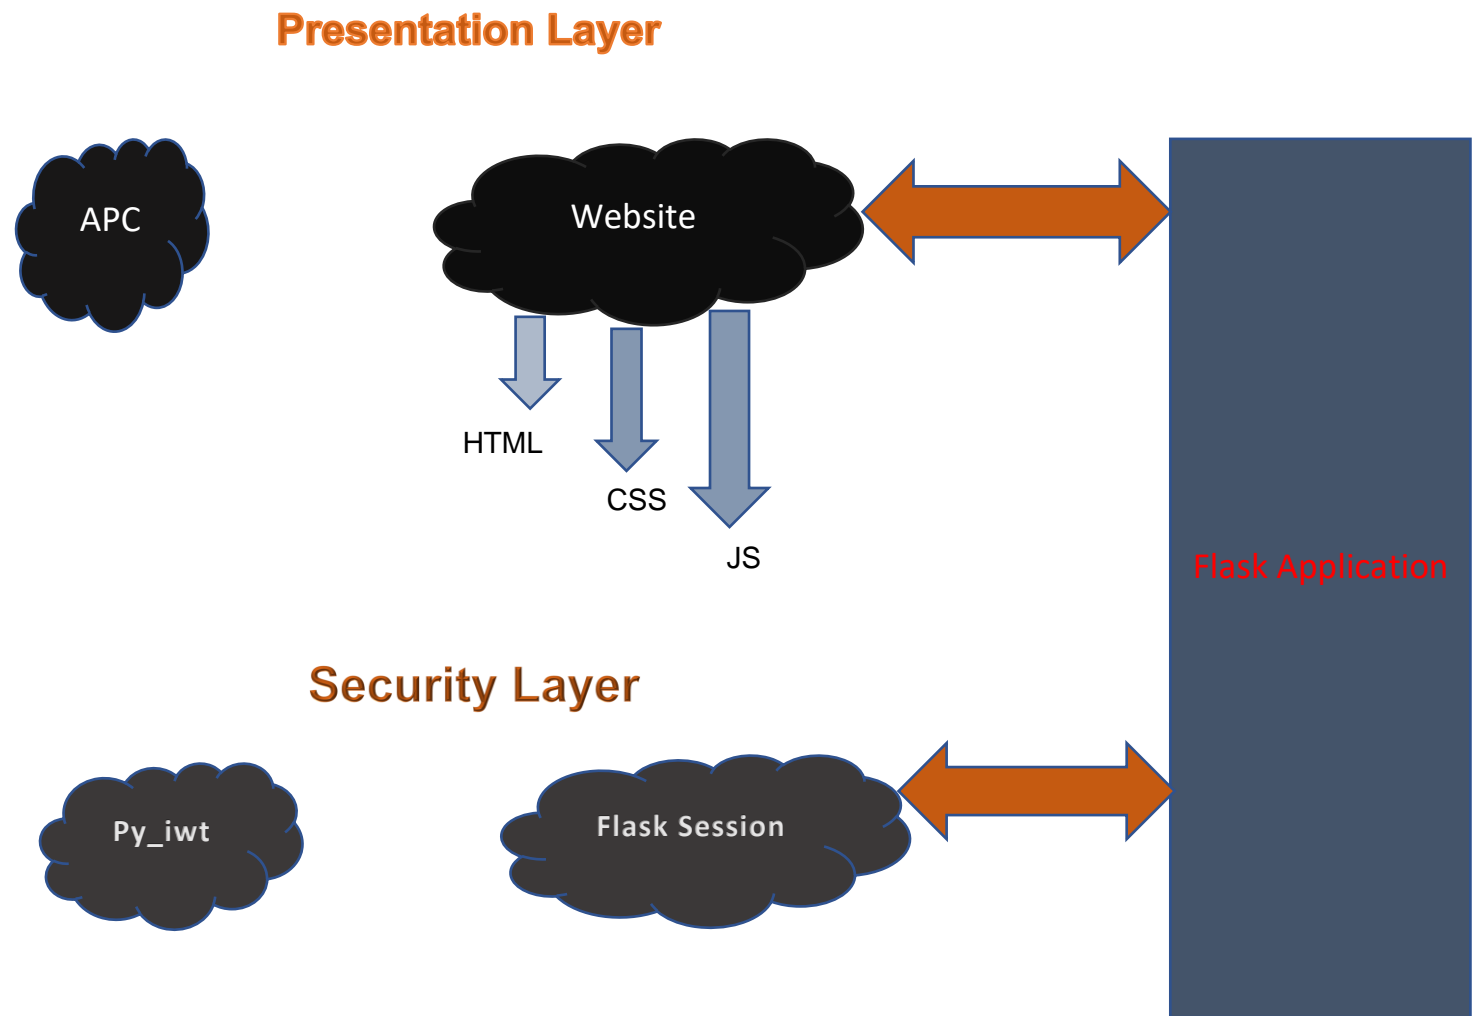 Presentation Layer
APC
Website
HTML
CSS
JS
Flask Application
Security Layer
Py_iwt
Flask Session